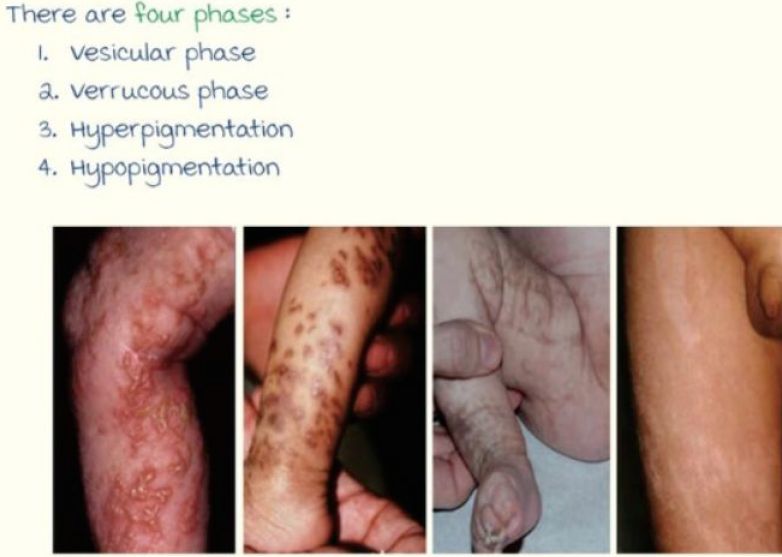 There are four phases :
1. Vesicular phase
2. Verrucous phase
3. Hyperpigmentation
4. Hypopigmentation